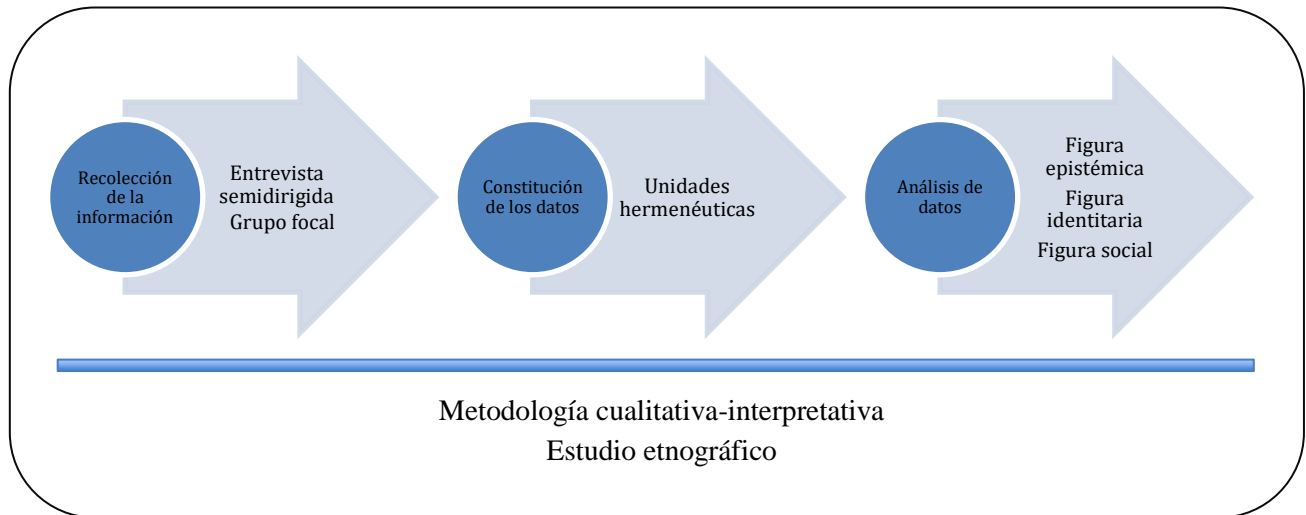 Recolección
de la
información
Entrevista
semidirigida
Grupo focal
Constitución
de los datos
Unidades
hermenéuticas
Análisis de
datos
Figura
epistémica
Figura
identitaria
Figura social
Metodología cualitativa-interpretativa
Estudio etnográfico